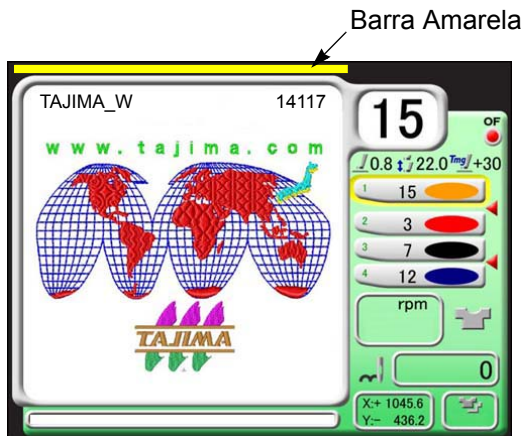 Barra Amarela
TAJIMA_W 14117
15
OF
www.tajima.com
0.8 22.0 Tmg +30
1 15
2 3
3 7
4 12
rpm
TAJIMA
0
X:+ 1045.6
Y:- 436.2